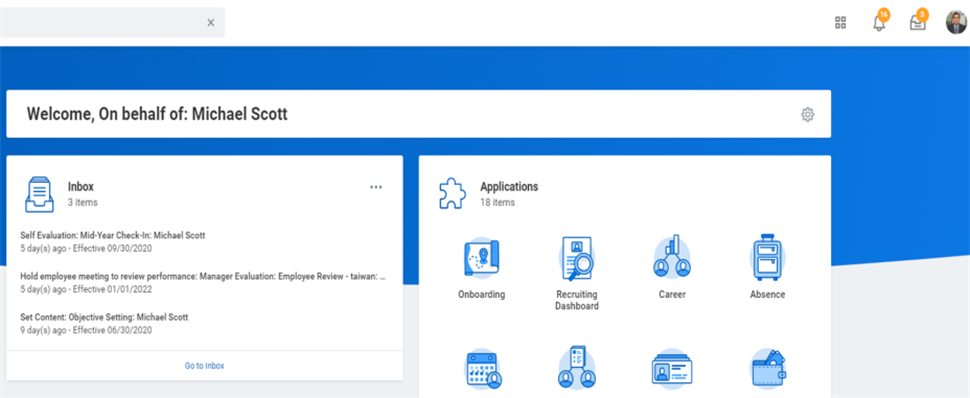 16
3
Welcome, On behalf of: Michael Scott
Inbox
3 items
Self Evaluation: Mid-Year Check-In: Michael Scott
5 day(s) ago - Effective 09/30/2020
Hold employee meeting to review performance: Manager Evaluation: Employee Review - taiwan: ...
5 day(s) ago - Effective 01/01/2022
Set Content: Objective Setting: Michael Scott
9 day(s) ago - Effective 06/30/2020
Go to Inbox
Applications
18 items
Onboarding
Recruiting
Dashboard
Career
Absence